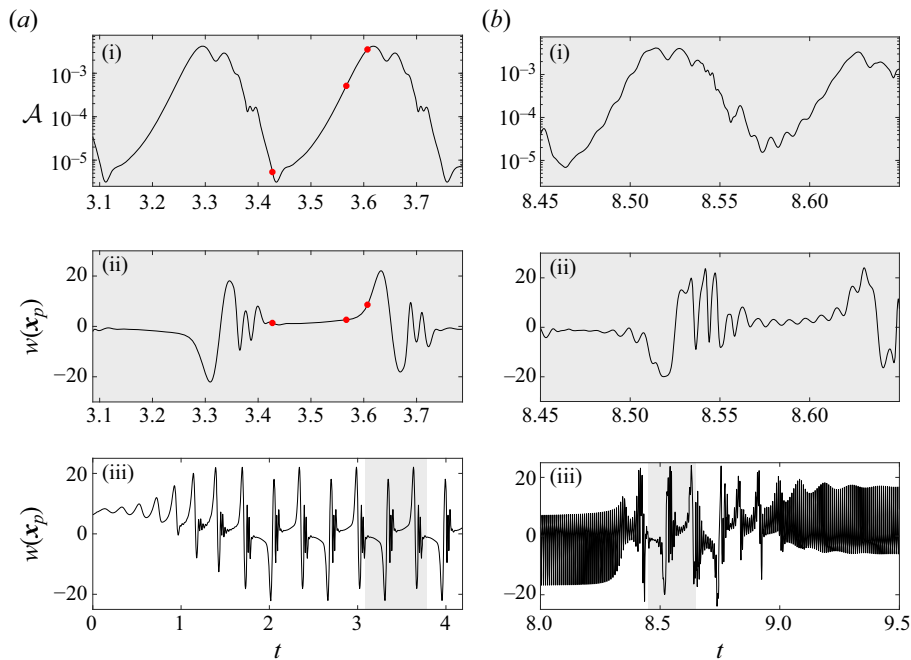 (a) (b)
(i) (i)
10⁻³ 10⁻³
𝒜 10⁻⁴ 10⁻⁴
10⁻⁵ 10⁻⁵
3.1 3.2 3.3 3.4 3.5 3.6 3.7 8.45 8.50 8.55 8.60
(ii) (ii)
20 20
w(xₚ) 0 w(xₚ) 0
−20 −20
3.1 3.2 3.3 3.4 3.5 3.6 3.7 8.45 8.50 8.55 8.60
(iii) (iii)
20 20
w(xₚ) 0 w(xₚ) 0
−20 −20
0 1 2 3 4 8.0 8.5 9.0 9.5
t t